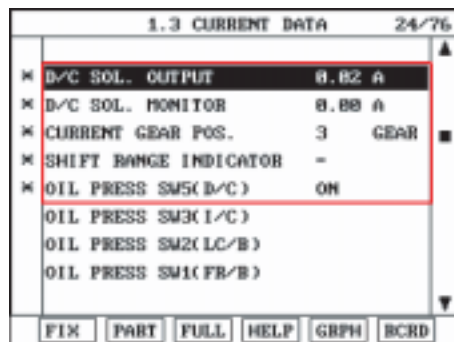 1.3 CURRENT DATA 24/76
× D/C SOL. OUTPUT 0.02 A
× D/C SOL. MONITOR 0.00 A
× CURRENT GEAR POS. 3 GEAR
× SHIFT RANGE INDICATOR -
× OIL PRESS SW5(D/C) ON
OIL PRESS SW3(I/C)
OIL PRESS SW2(LC/B)
OIL PRESS SW1(FR/B)
FIX PART FULL HELP GRPH RCRD